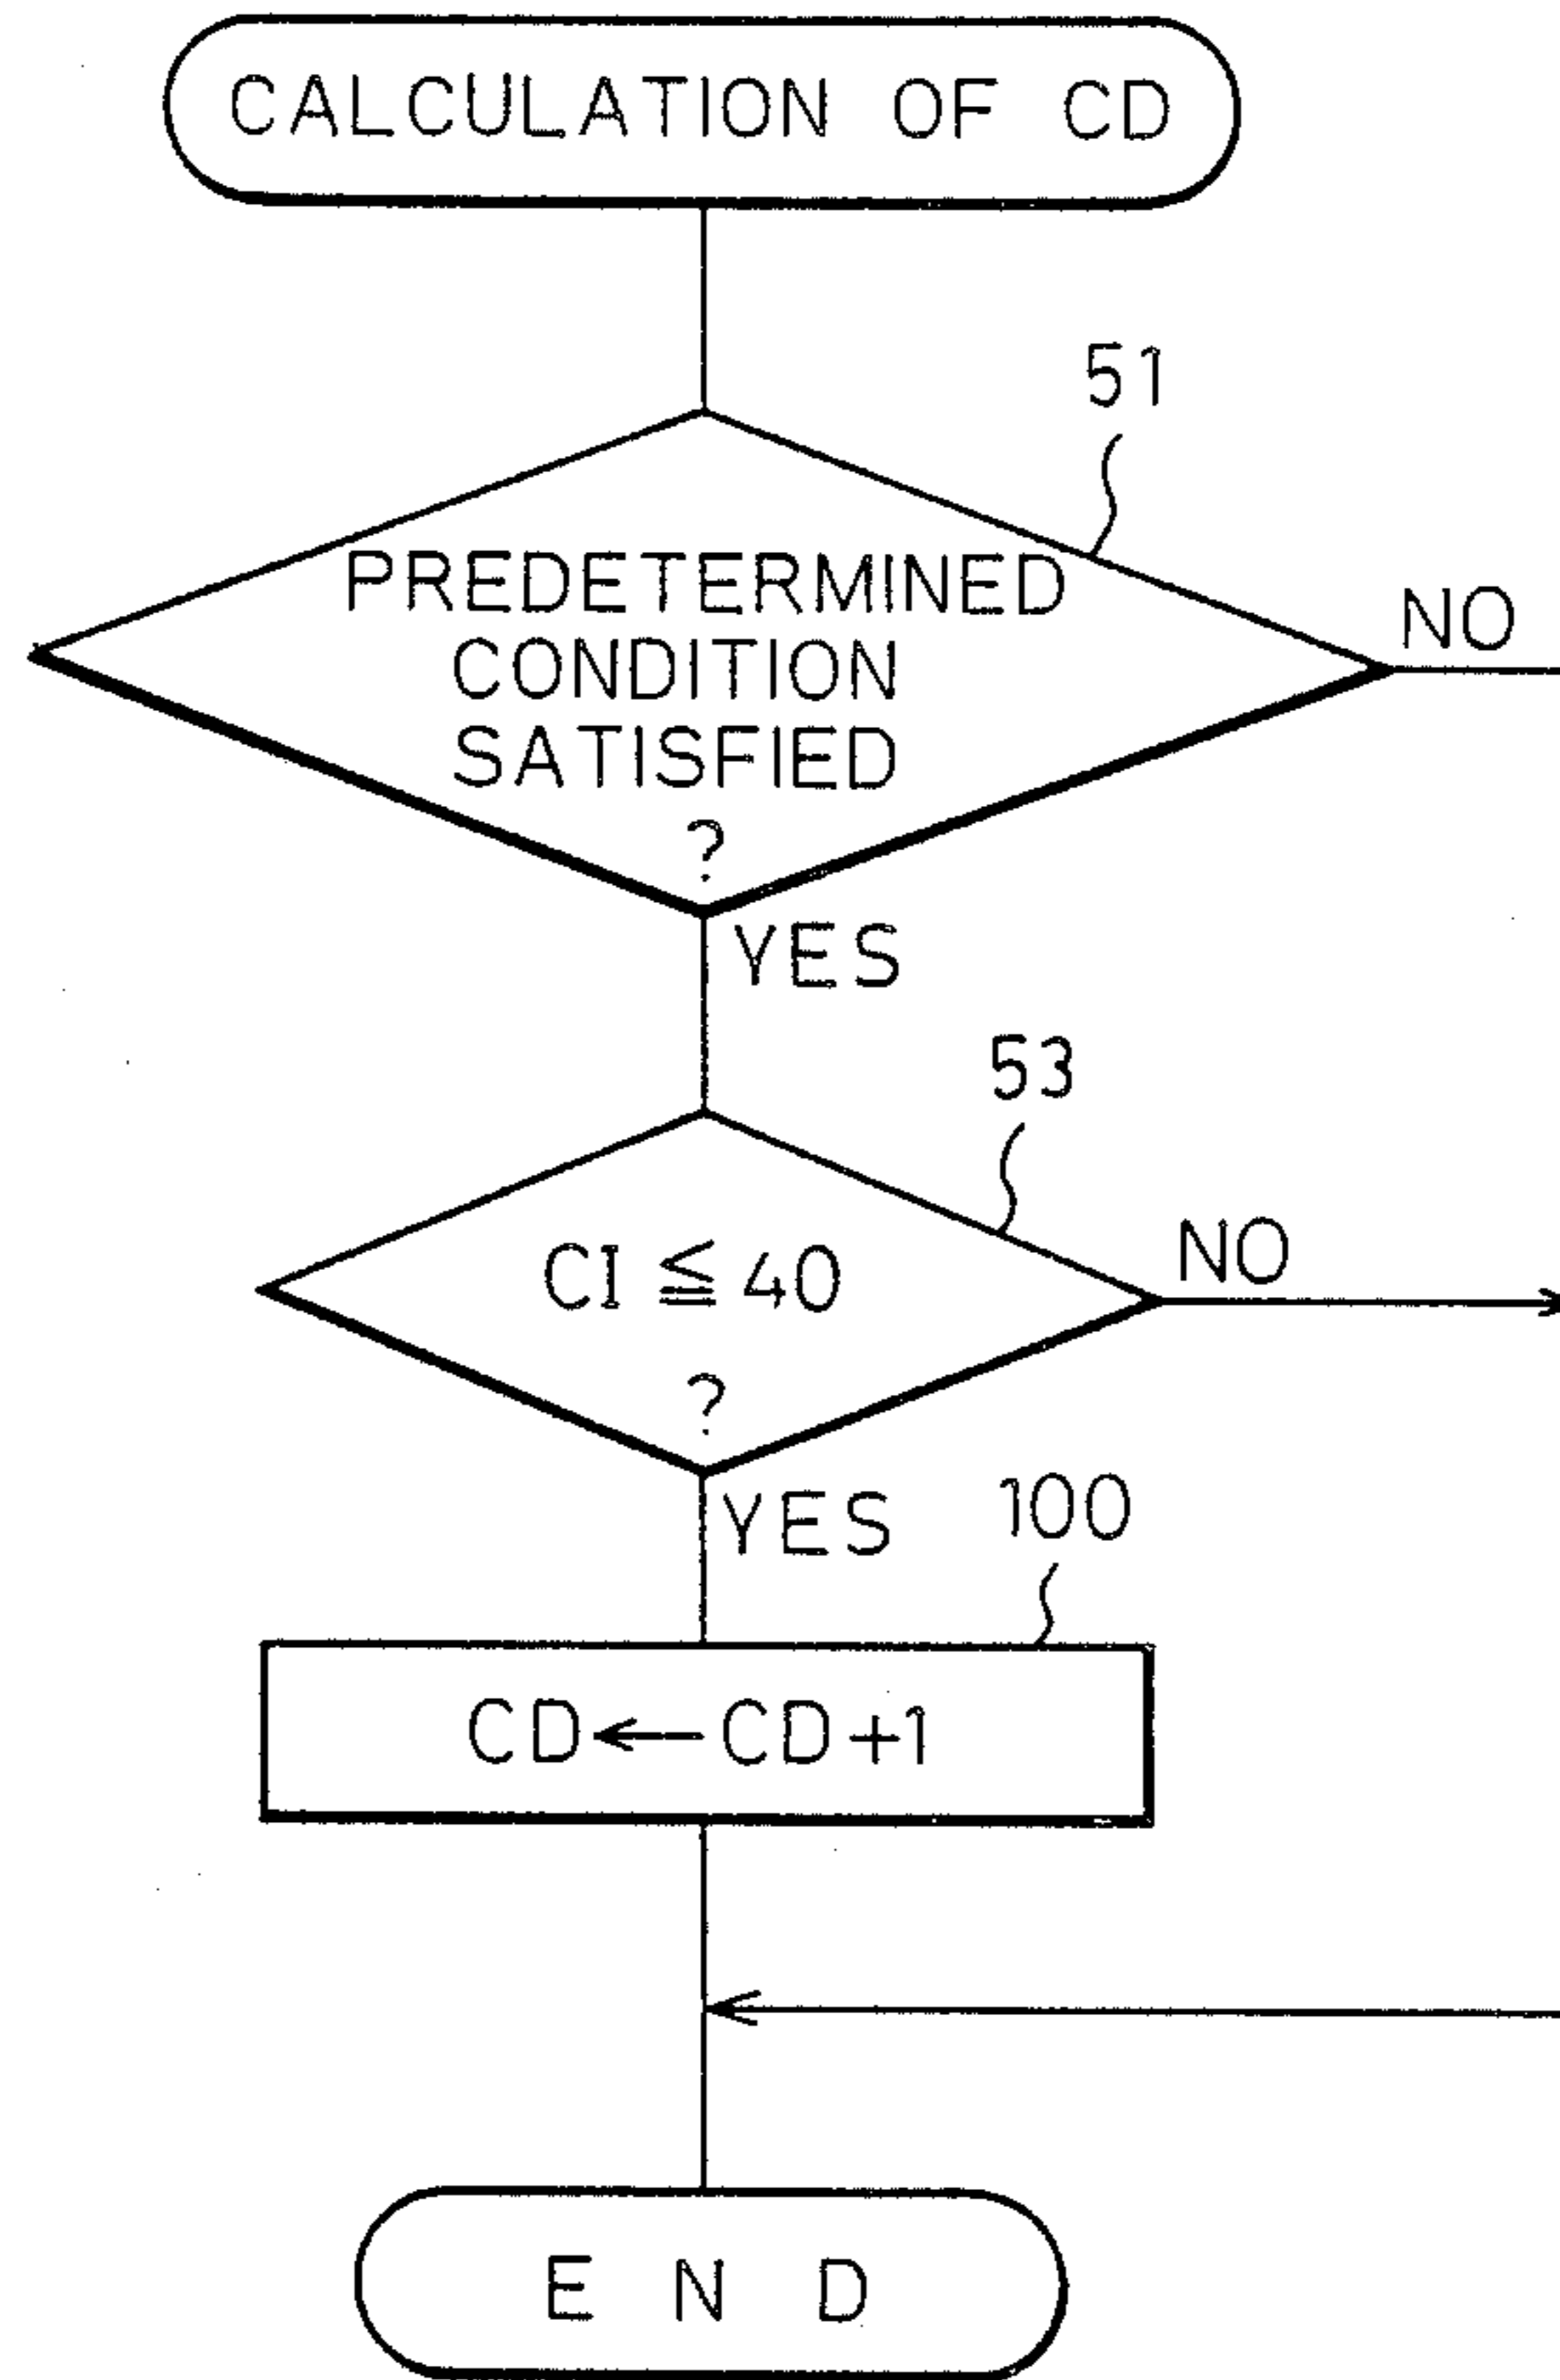 CALCULATION OF CD
51
PREDETERMINED
CONDITION
SATISFIED
?
NO
YES
53
CI ≦ 40
?
NO
YES
100
CD←CD+1
END